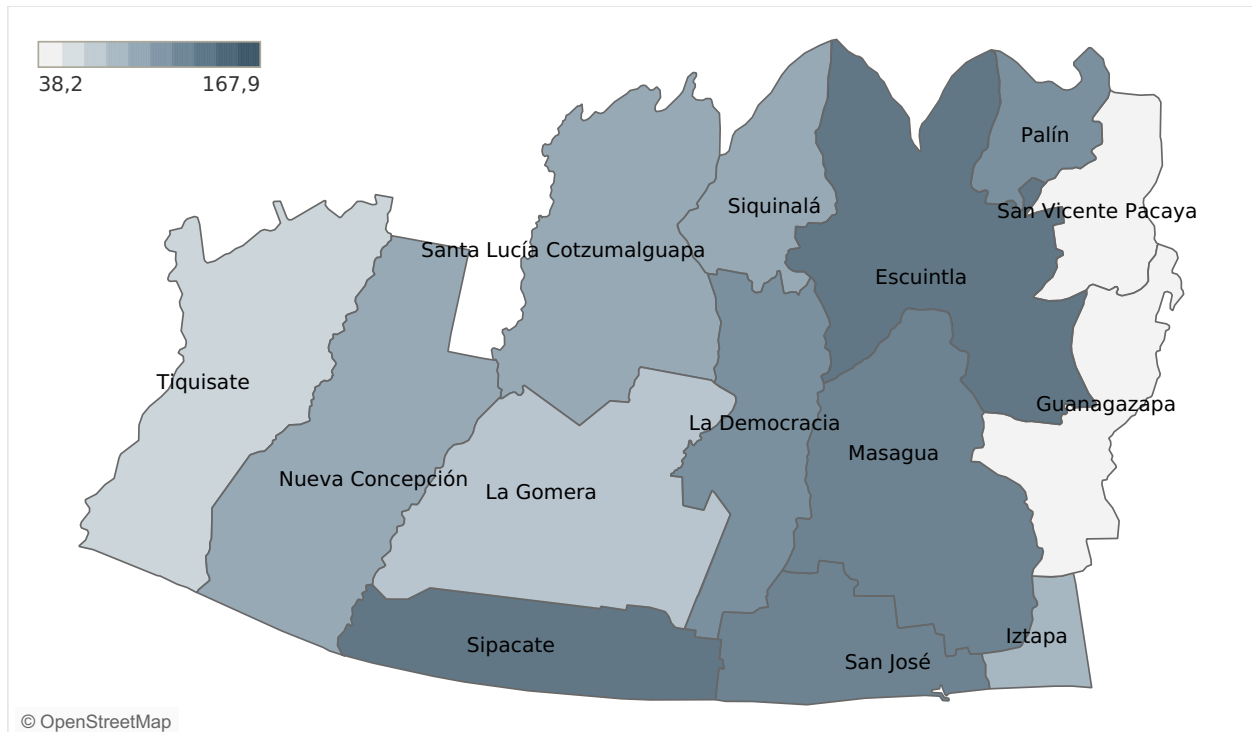 38,2
167,9
Palín
Siquinalá
San Vicente Pacaya
Santa Lucía Cotzumalguapa
Escuintla
Tiquisate
Guanagazapa
La Democracia
Masagua
Nueva Concepción
La Gomera
Iztapa
Sipacate
San José
© OpenStreetMap